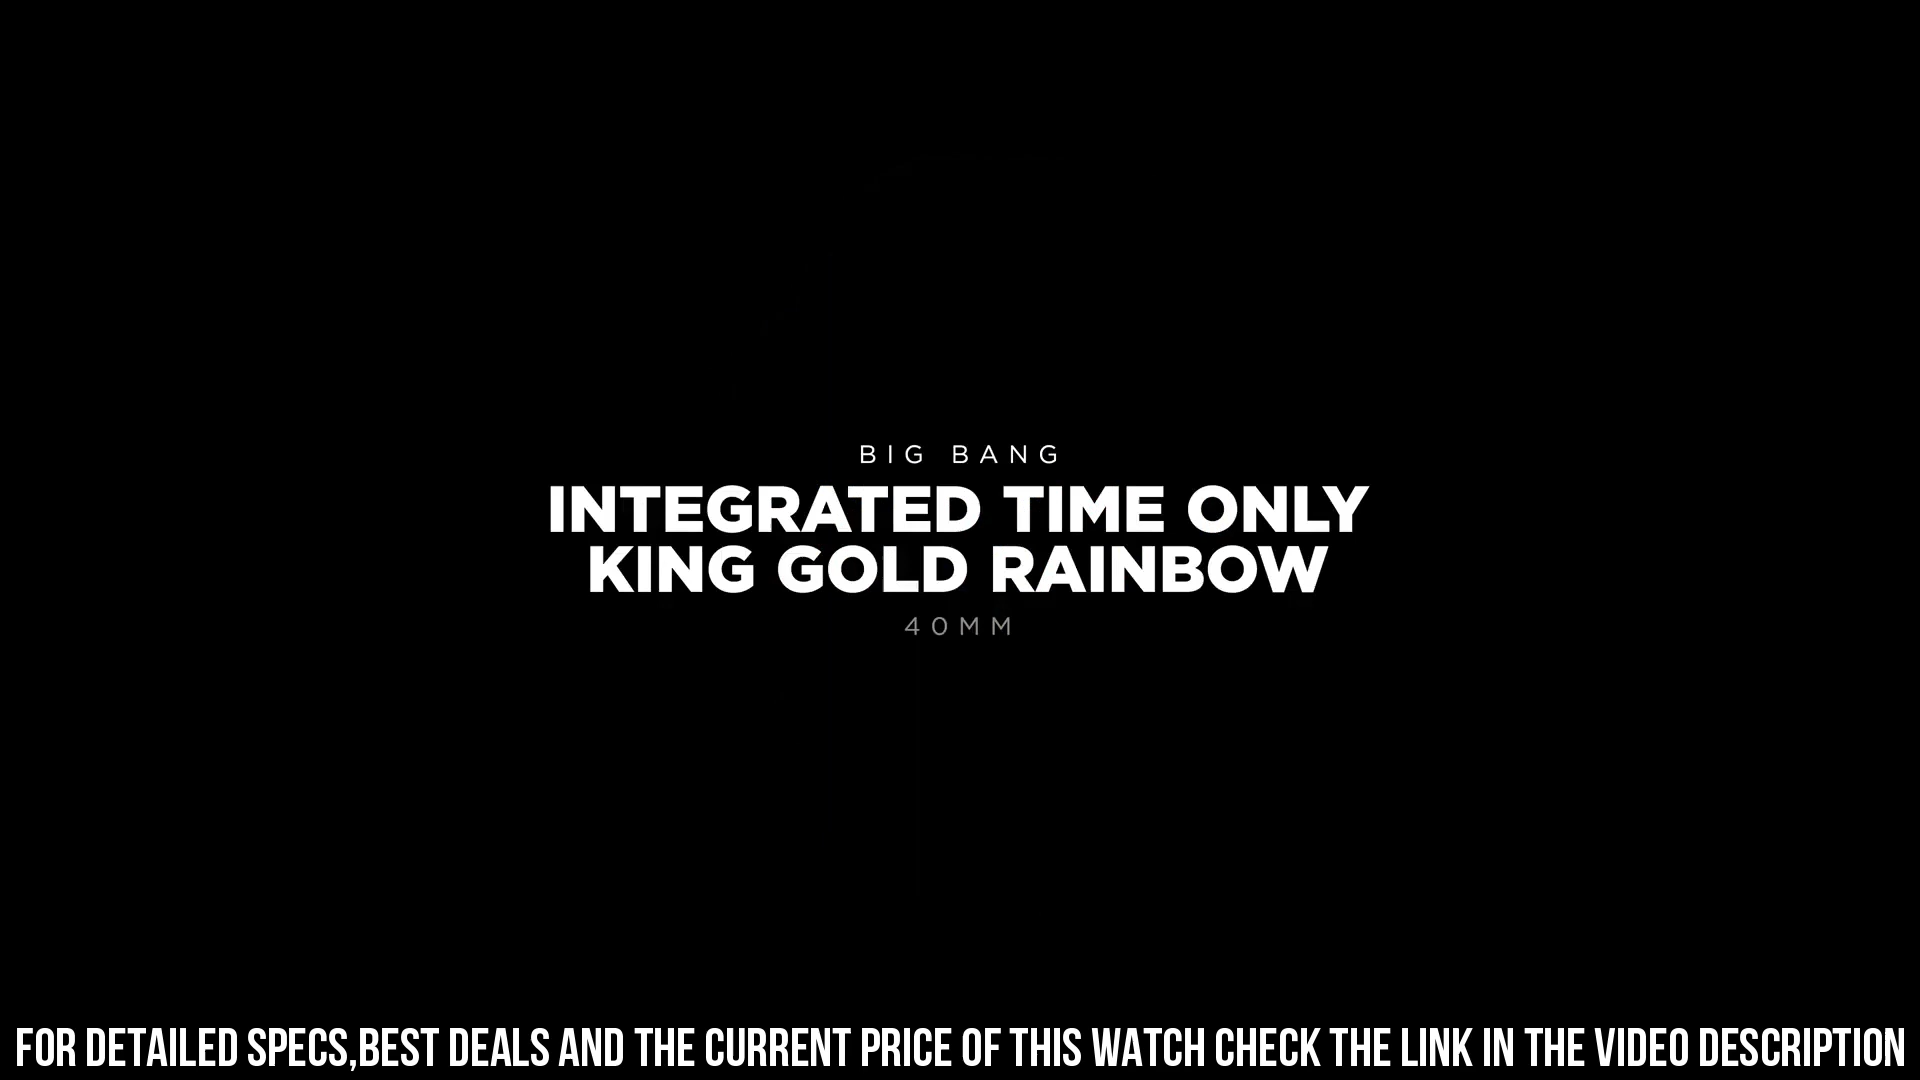 BIG BANG
INTEGRATED TIME ONLY
KING GOLD RAINBOW
40MM
FOR DETAILED SPECS,BEST DEALS AND THE CURRENT PRICE OF THIS WATCH CHECK THE LINK IN THE VIDEO DESCRIPTION